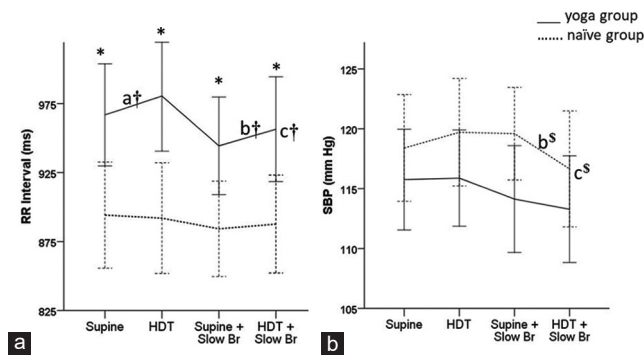 yoga group
naïve group
* * * *
a† b† c†
975
925
875
825
RR Interval (ms)
Supine HDT Supine + Slow Br HDT + Slow Br
a
125
120
115
110
105
SBP (mm Hg)
b$
c$
Supine HDT Supine + Slow Br HDT + Slow Br
b